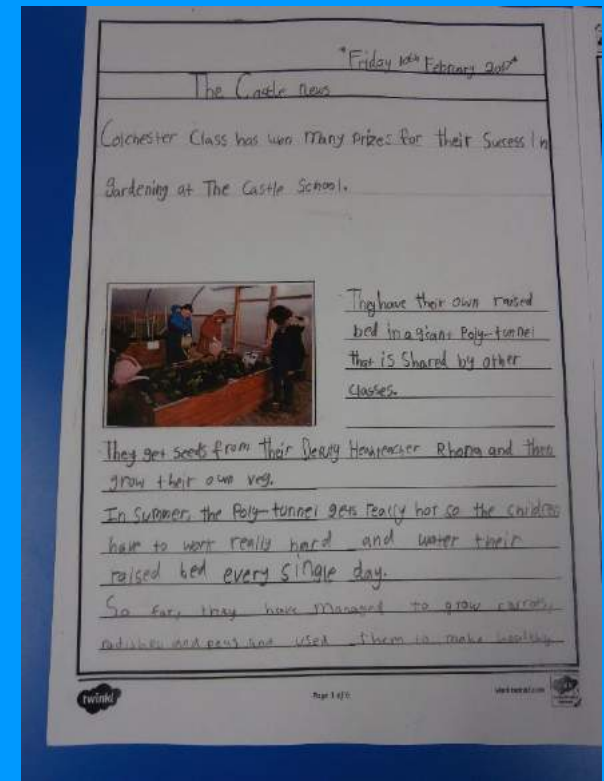 "Friday 10th February 2017"
The Castle news
Colchester Class has won many prizes for their Success In
gardening at The Castle School.
They have their own raised
bed in a giant Poly-tunnel
that is Shared by other
classes.
They get seeds from their Deputy Headteacher Rhona and then
grow their own veg.
In Summer, the Poly-tunnel gets really hot so the children
have to work really hard and water their
raised bed every single day.
So far, they have managed to grow carrots,
radishes and peas and used them to make healthy
twinkl
Page 1 of 6